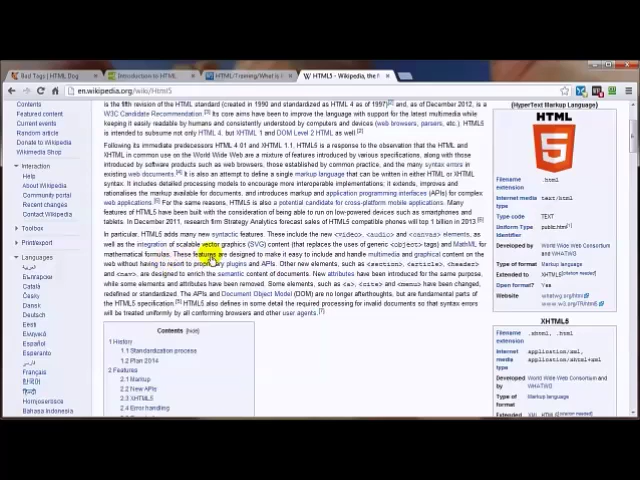 Bad Tags | HTML Dog
Introduction to HTML
HTML/Training/What is
HTML5 - Wikipedia, the f
en.wikipedia.org/wiki/Html5
Contents
Featured content
Current events
Random article
Donate to Wikipedia
Wikimedia Shop
Interaction
Help
About Wikipedia
Community portal
Recent changes
Contact Wikipedia
Toolbox
Print/export
Languages
العربية
Български
Català
Česky
Dansk
Deutsch
Eesti
Ελληνικά
Español
Esperanto
فارسی
Français
한국어
हिन्दी
Hornjoserbsce
Bahasa Indonesia
is the fifth revision of the HTML standard (created in 1990 and standardized as HTML 4 as of 1997)[2] and, as of December 2012, is a
W3C Candidate Recommendation.[3] Its core aims have been to improve the language with support for the latest multimedia while
keeping it easily readable by humans and consistently understood by computers and devices (web browsers, parsers, etc.). HTML5
is intended to subsume not only HTML 4, but XHTML 1 and DOM Level 2 HTML as well.[2]
Following its immediate predecessors HTML 4.01 and XHTML 1.1, HTML5 is a response to the observation that the HTML and
XHTML in common use on the World Wide Web are a mixture of features introduced by various specifications, along with those
introduced by software products such as web browsers, those established by common practice, and the many syntax errors in
existing web documents.[4] It is also an attempt to define a single markup language that can be written in either HTML or XHTML
syntax. It includes detailed processing models to encourage more interoperable implementations; it extends, improves and
rationalises the markup available for documents, and introduces markup and application programming interfaces (APIs) for complex
web applications.[5] For the same reasons, HTML5 is also a potential candidate for cross-platform mobile applications. Many
features of HTML5 have been built with the consideration of being able to run on low-powered devices such as smartphones and
tablets. In December 2011, research firm Strategy Analytics forecast sales of HTML5 compatible phones will top 1 billion in 2013.[6]
In particular, HTML5 adds many new syntactic features. These include the new <video>, <audio> and <canvas> elements, as
well as the integration of scalable vector graphics (SVG) content (that replaces the uses of generic <object> tags) and MathML for
mathematical formulas. These features are designed to make it easy to include and handle multimedia and graphical content on the
web without having to resort to proprietary plugins and APIs. Other new elements, such as <section>, <article>, <header>
and <nav>, are designed to enrich the semantic content of documents. New attributes have been introduced for the same purpose,
while some elements and attributes have been removed. Some elements, such as <a>, <cite> and <menu> have been changed,
redefined or standardized. The APIs and Document Object Model (DOM) are no longer afterthoughts, but are fundamental parts of
the HTML5 specification.[5] HTML5 also defines in some detail the required processing for invalid documents so that syntax errors
will be treated uniformly by all conforming browsers and other user agents.[7]
Contents [hide]
1 History
1.1 Standardization process
1.2 Plan 2014
2 Features
2.1 Markup
2.2 New APIs
2.3 XHTML5
2.4 Error handling
(HyperText Markup Language)
HTML
5
Filename extension .html
Internet media type text/html
Type code TEXT
Uniform Type Identifier public.html[1]
Developed by World Wide Web Consortium and WHATWG
Type of format Markup language
Extended to XHTML5
Open format? Yes
Website whatwg.org/html
XHTML5
Filename extension .xhtml, .html
Internet media type application/xml, application/xhtml+xml
Developed by World Wide Web Consortium and WHATWG
Type of format Markup language
Extended